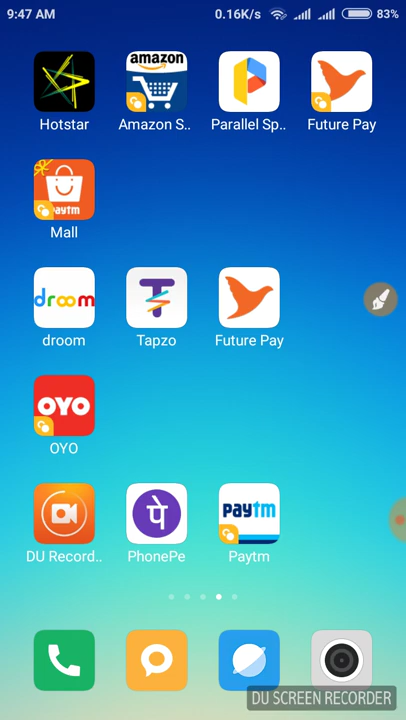 9:47 AM 0.16K/s 83%
amazon
Hotstar Amazon S.. Parallel Sp.. Future Pay
paytm
Mall
droom
droom Tapzo Future Pay
OYO
OYO
पे paytm
DU Record.. PhonePe Paytm
DU SCREEN RECORDER